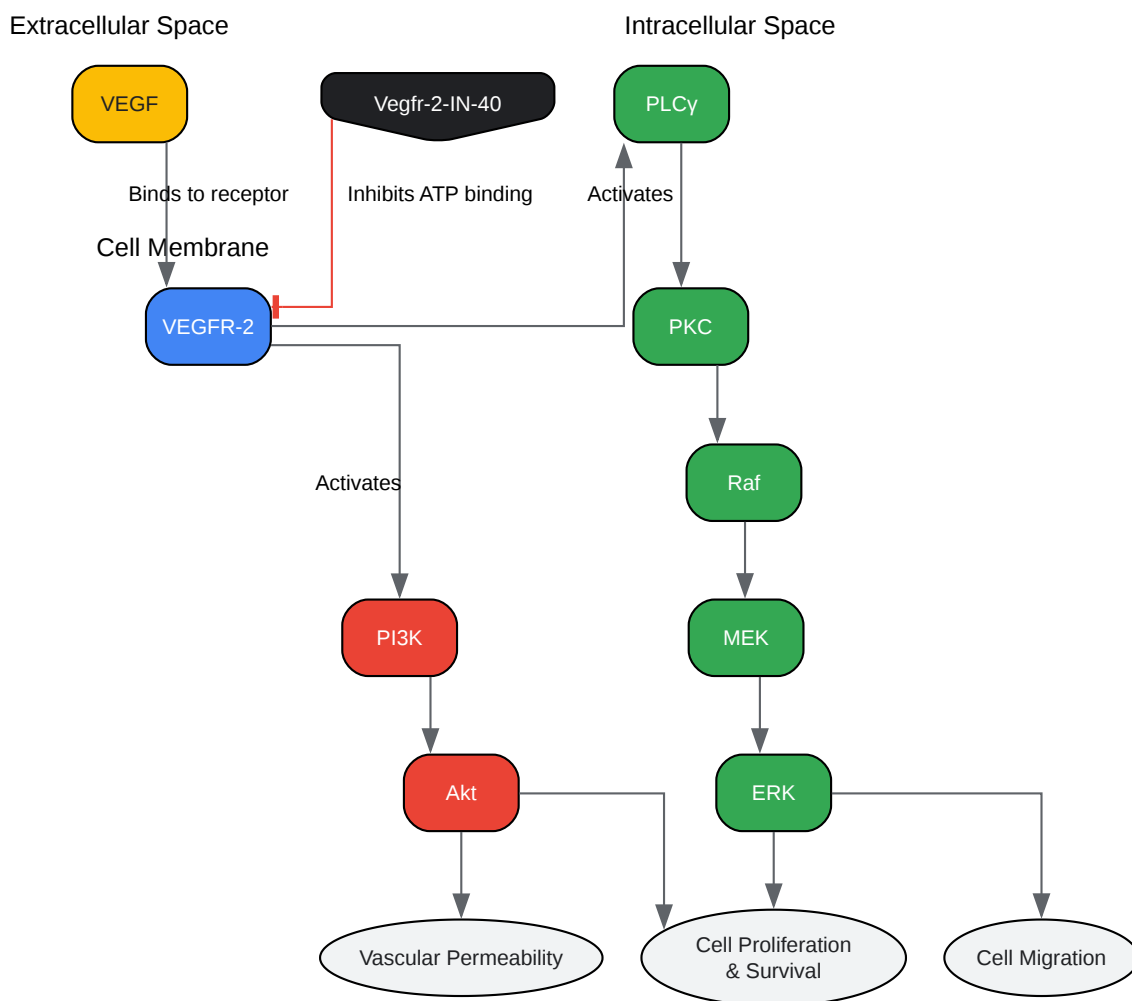 Extracellular Space
Intracellular Space
VEGF
Vegfr-2-IN-40
PLCγ
Binds to receptor
Inhibits ATP binding
Activates
Cell Membrane
VEGFR-2
PKC
Raf
Activates
PI3K
MEK
Akt
ERK
Vascular Permeability
Cell Proliferation
& Survival
Cell Migration